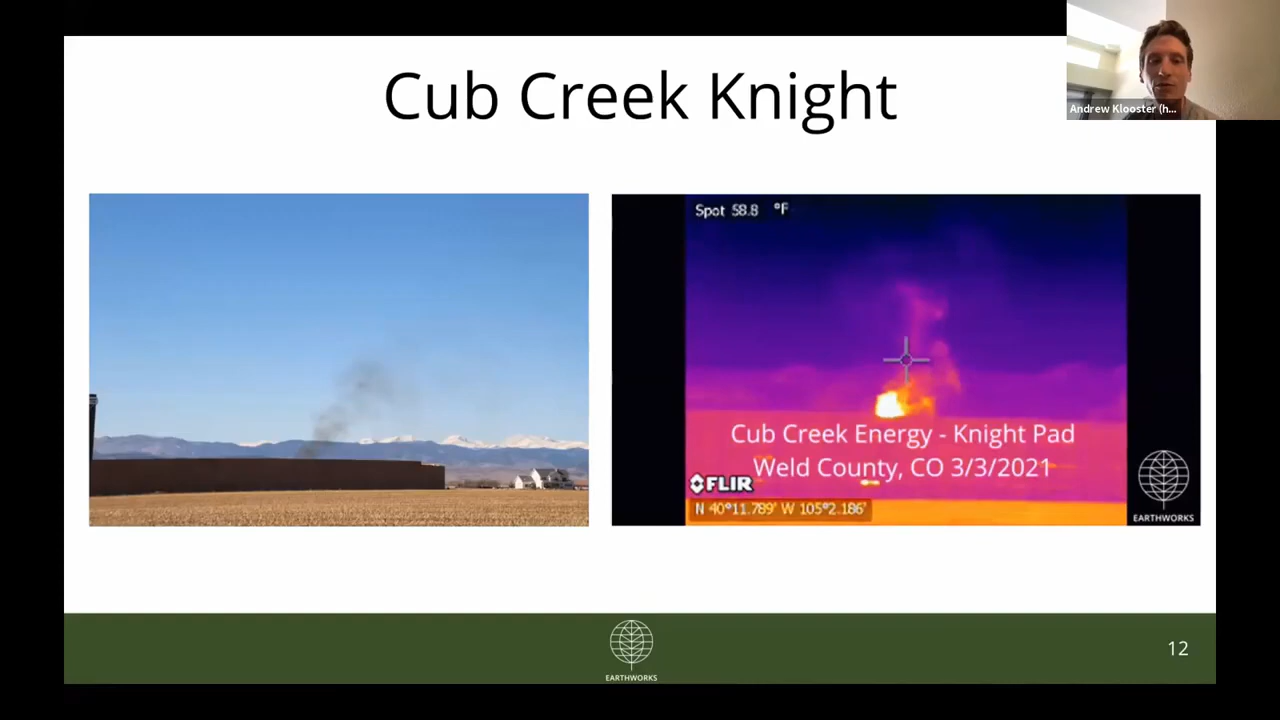 Cub Creek Knight
Andrew Klooster (h...
Spot 58.8 °F
Cub Creek Energy - Knight Pad
Weld County, CO 3/3/2021
FLIR
N 40°11.789' W 105°2.186'
EARTHWORKS
EARTHWORKS
12